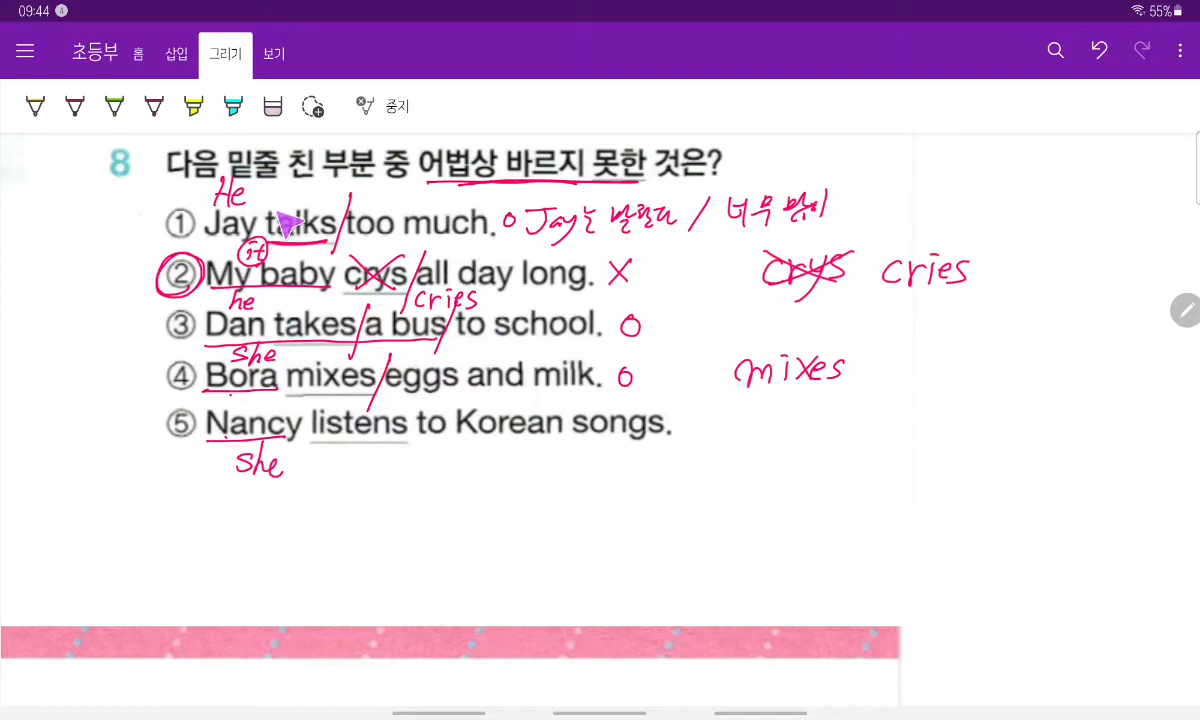 09:44 4 55%
초등부 홈 삽입 그리기 보기
중지
8 다음 밑줄 친 부분 중 어법상 바르지 못한 것은?
He
① Jay talks / too much. o Jay는 말한다 / 너무 많이
it
② My baby crys / all day long. X crys cries
he cries
③ Dan takes / a bus / to school. o
she
④ Bora mixes / eggs and milk. o mixes
⑤ Nancy listens to Korean songs.
she